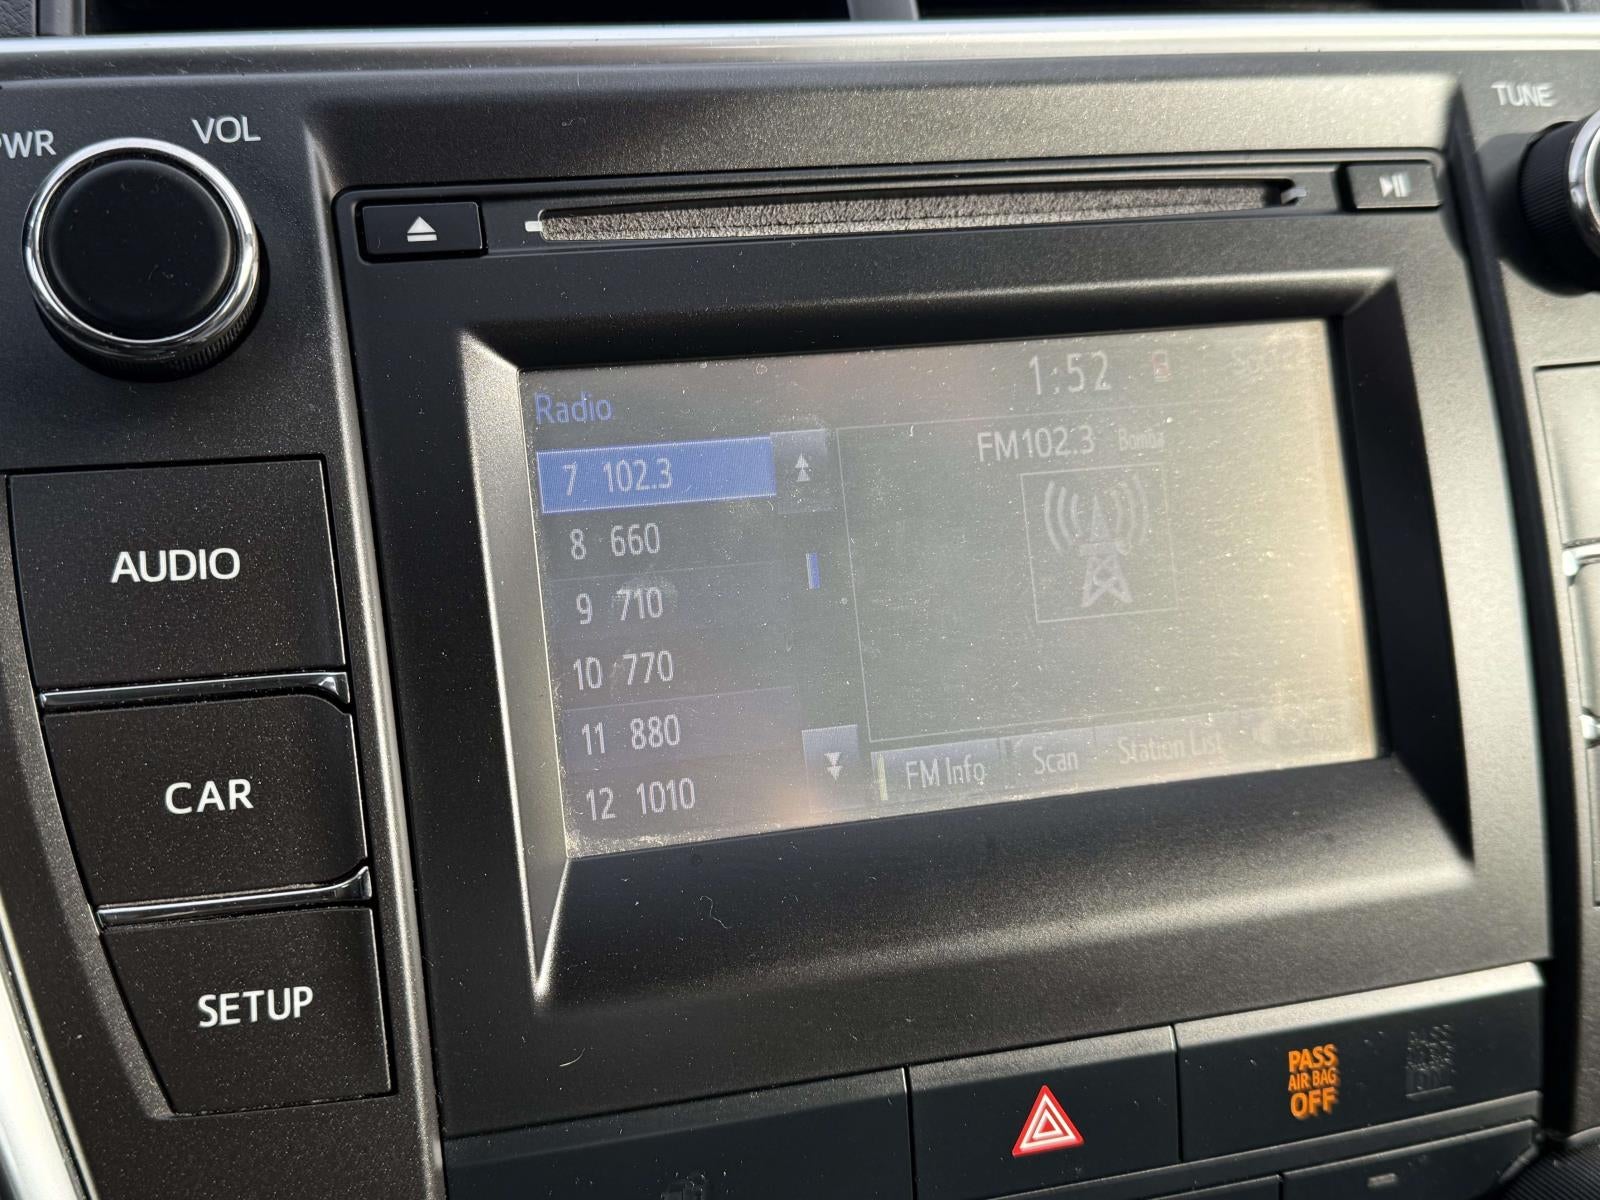 PWR
VOL
TUNE
1:52
Radio
FM102.3
7 102.3
8 660
9 710
10 770
11 880
12 1010
FM Info
Scan
Station List
AUDIO
CAR
SETUP
PASS
AIR BAG
OFF